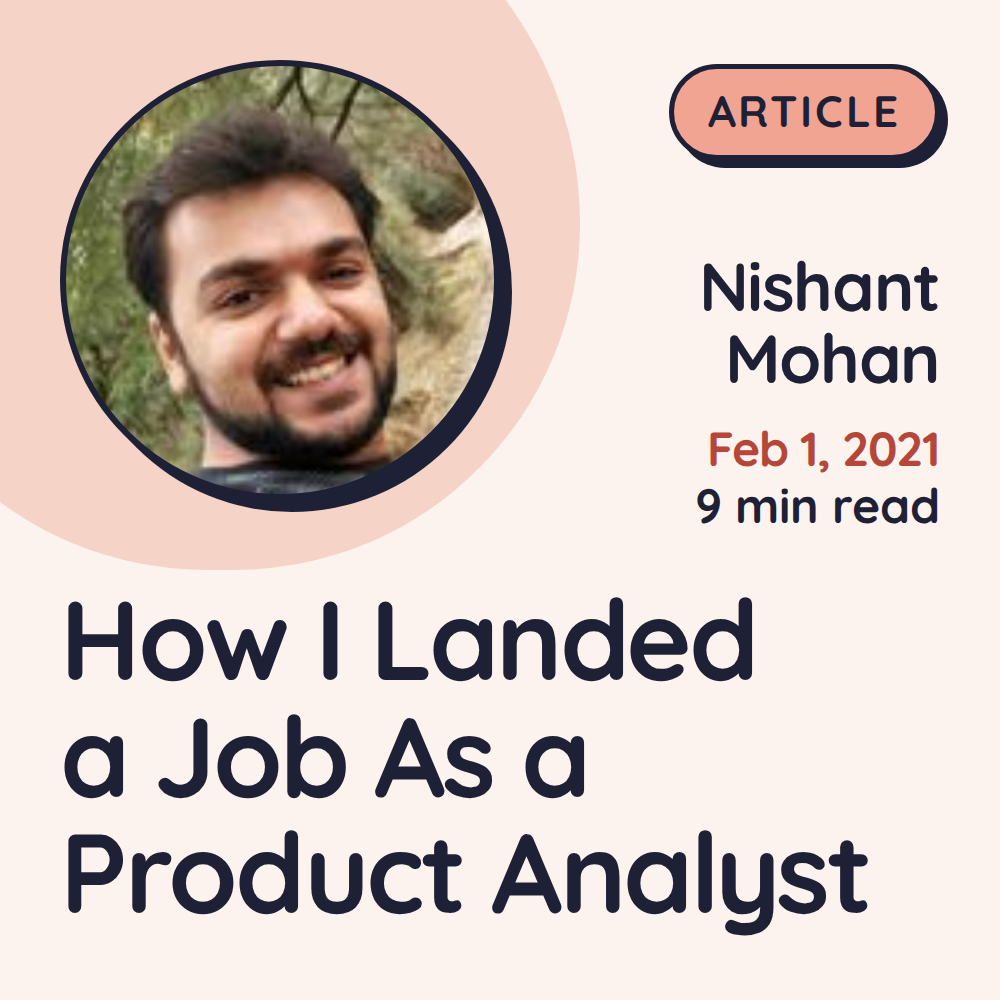 ARTICLE
Nishant
Mohan
Feb 1, 2021
9 min read
How I Landed
a Job As a
Product Analyst